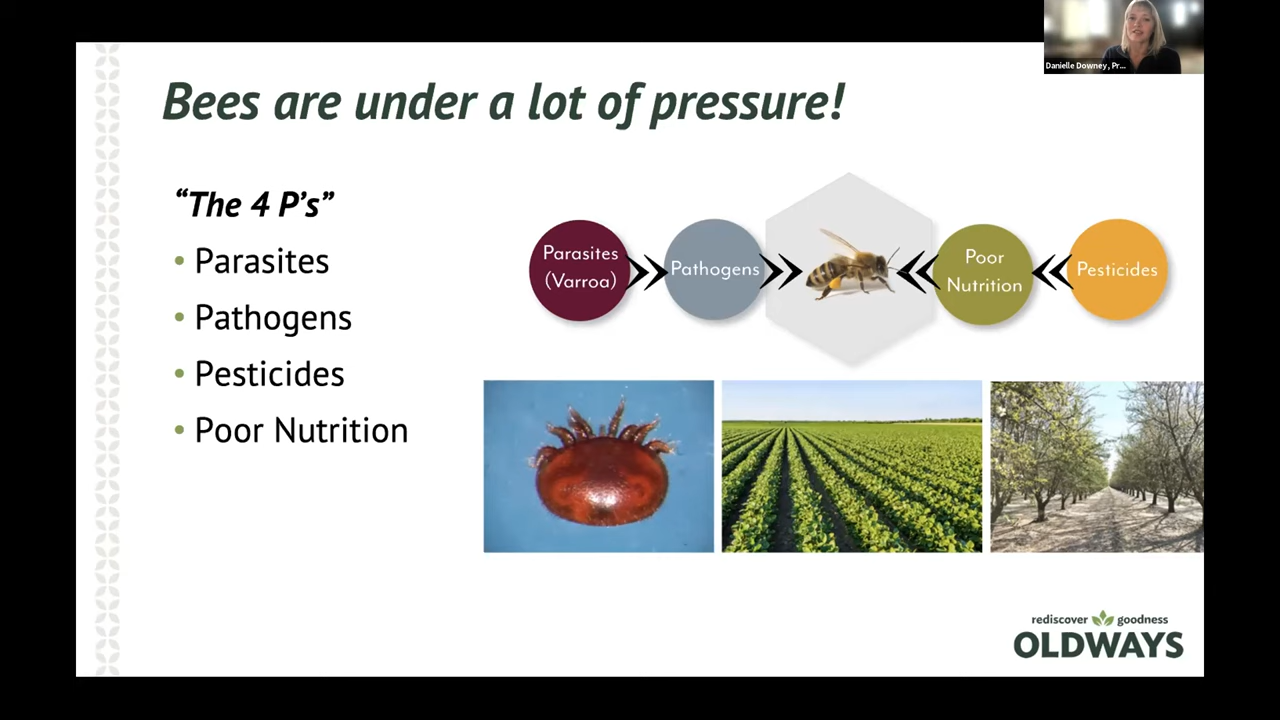 Danielle Downey, Pr...
Bees are under a lot of pressure!
“The 4 P’s”
• Parasites
• Pathogens
• Pesticides
• Poor Nutrition
Parasites
(Varroa)
Pathogens
Poor
Nutrition
Pesticides
rediscover goodness
OLDWAYS